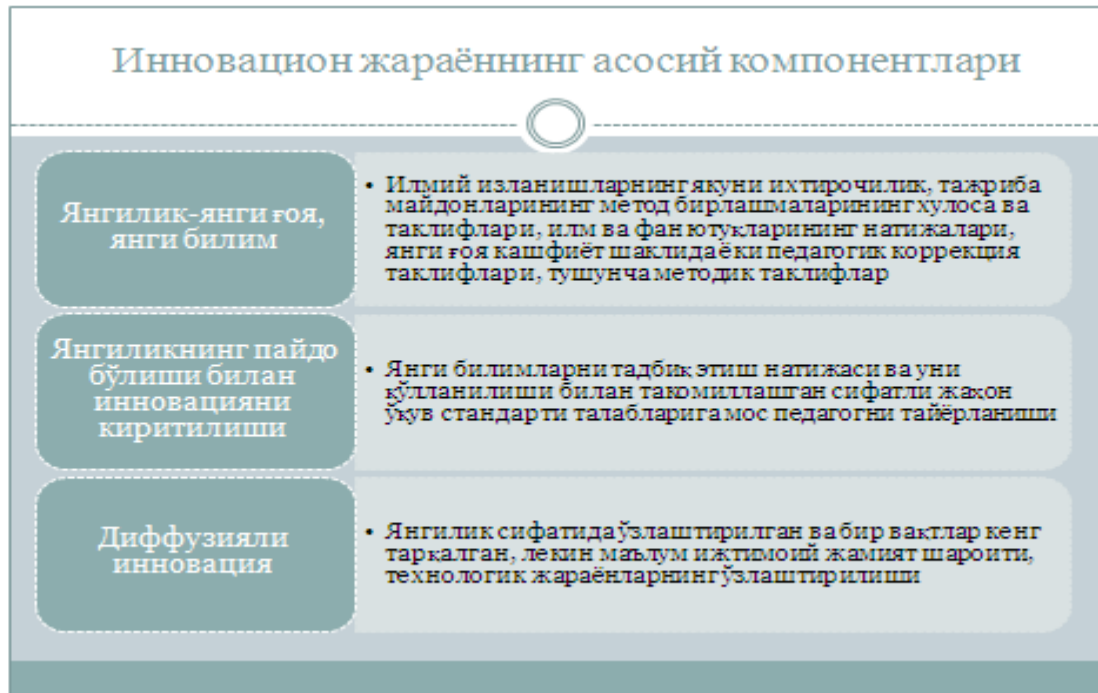 Инновацион жараённинг асосий компонентлари
Янгилик-янги ғоя,
янги билим
• Илмий изланишларнинг якуни ихтирочилик, тажриба
майдонларининг метод бирлашмаларининг хулоса ва
таклифлари, илм ва фан ютуқларининг натижалари,
янги ғоя кашфиёт шаклида ёки педагогик коррекция
таклифлари, тушунча методик таклифлар
Янгиликнинг пайдо
бўлиши билан
инновацияни
киритилиши
• Янги билимларни тадбиқ этиш натижаси ва уни
қўлланилиши билан такомиллашган сифатли жаҳон
ўқув стандарти талабларига мос педагогни тайёрланиши
Диффузияли
инновация
• Янгилик сифатида ўзлаштирилган ва бир вақтлар кенг
тарқалган, лекин маълум ижтимоий жамият шароити,
технологик жараёнларнинг ўзлаштирилиши